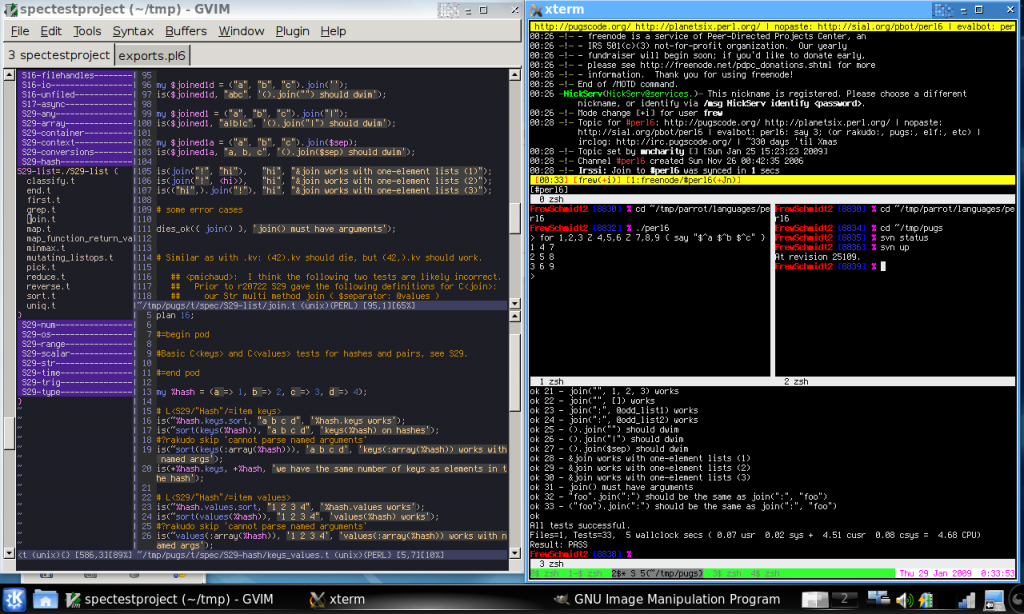 spectestproject (~/tmp) - GVIM
File Edit Tools Syntax Buffers Window Plugin Help
3 spectestproject exports.pl6
S16-filehandles
S16-io
S16-unfiled
S17-async
S29-any
S29-array
S29-container
S29-context
S29-conversions
S29-hash
S29-list=./S29-list {
classify.t
end.t
first.t
grep.t
join.t
map.t
map_function_return_va
minmax.t
mutating_listops.t
pick.t
reduce.t
reverse.t
sort.t
uniq.t
}
S29-num
S29-os
S29-range
S29-scalar
S29-str
S29-time
S29-trig
S29-type
}
95
96 my $joined1d = ("a", "b", "c").join('');
97 is($joined1d, "abc", '().join("") should dwim');
98
99 my $joined1 = ("a", "b", "c").join("|");
100 is($joined1, "a|b|c", '().join("|") should dwim');
101
102 my $joined1a = ("a", "b", "c").join($sep);
103 is($joined1a, "a, b, c", '().join($sep) should dwim');
104
105 is(join("!", "hi"), "hi", "&join works with one-element lists (1)");
106 is(join("!", <hi>), "hi", "&join works with one-element lists (2)");
107 is(("hi",).join("!"), "hi", "&join works with one-element lists (3)");
108
109 # some error cases
110
111 dies_ok({ join() }, 'join() must have arguments');
112
113
114 # Similar as with .kv: (42).kv should die, but (42,).kv should work.
115
116 ## <pmichaud>: I think the following two tests are likely incorrect.
117 ## Prior to r20722 S29 gave the following definitions for C<join>:
118 ## our Str multi method join ( $separator: @values )
~/tmp/pugs/t/spec/S29-list/join.t (unix)(PERL) [95,1][65%]
5 plan 16;
6
7 #=begin pod
8
9 #Basic C<keys> and C<values> tests for hashes and pairs, see S29.
10
11 #=end pod
12
13 my %hash = (a => 1, b => 2, c => 3, d => 4);
14
15 # L<S29/"Hash"/=item keys>
16 is(~%hash.keys.sort, "a b c d", '%hash.keys works');
17 is(~sort(keys(%hash)), "a b c d", 'keys(%hash) on hashes');
18 #?rakudo skip 'cannot parse named arguments'
19 is(~sort(keys(:array(%hash))), 'a b c d', 'keys(:array(%hash)) works with
named args');
20 is(+%hash.keys, +%hash, 'we have the same number of keys as elements in t
he hash');
21
22 # L<S29/"Hash"/=item values>
23 is(~%hash.values.sort, "1 2 3 4", '%hash.values works');
24 is(~sort(values(%hash)), "1 2 3 4", 'values(%hash) works');
25 #?rakudo skip 'cannot parse named arguments'
26 is(~values(:array(%hash)), '1 2 3 4', 'values(:array(%hash)) works with n
amed args');
<t (unix)() [586,3][89%] ~/tmp/pugs/t/spec/S29-hash/keys_values.t (unix)(PERL) [5,7][10%]
xterm
http://pugscode.org/ http://planetsix.perl.org/ | nopaste: http://sial.org/pbot/perl6 | evalbot: per
00:26 -!- - freenode is a service of Peer-Directed Projects Center, an
00:26 -!- - IRS 501(c)(3) not-for-profit organization. Our yearly
00:26 -!- - fundraiser will begin soon; if you'd like to donate early,
00:26 -!- - please see http://freenode.net/pdpc_donations.shtml for more
00:26 -!- - information. Thank you for using freenode!
00:26 -!- End of /MOTD command.
00:26 -NickServ(NickServ@services.)- This nickname is registered. Please choose a different
nickname, or identify via /msg NickServ identify <password>.
00:26 -!- Mode change [+i] for user frew
00:28 -!- Topic for #perl6: http://pugscode.org/ http://planetsix.perl.org/ | nopaste:
http://sial.org/pbot/perl6 | evalbot: perl6: say 3; (or rakudo:, pugs:, elf:, etc) |
irclog: http://irc.pugscode.org/ | ~330 days 'til Xmas
00:28 -!- Topic set by mncharity [] [Sun Jan 25 15:23:23 2009]
00:28 -!- Channel #perl6 created Sun Nov 26 00:42:35 2006
00:28 -!- Irssi: Join to #perl6 was synced in 1 secs
[00:33] [frew(+i)] [1:freenode/#perl6(+Jn)]
[#perl6]
0 zsh
FrewSchmidt2 [8830] % cd ~/tmp/parrot/languages/pe
rl6
FrewSchmidt2 [8832] % ./perl6
> for 1,2,3 Z 4,5,6 Z 7,8,9 { say "$^a $^b $^c" }
1 4 7
2 5 8
3 6 9
>
FrewSchmidt2 [8830] % cd ~/tmp/parrot/languages/pe
rl6
FrewSchmidt2 [8834] % cd ~/tmp/pugs
FrewSchmidt2 [8835] % svn status
FrewSchmidt2 [8836] % svn up
At revision 25109.
FrewSchmidt2 [8839] %
1 zsh 2 zsh
ok 21 - join("", 1, 2, 3) works
ok 22 - join("", []) works
ok 23 - join(":", @odd_list1) works
ok 24 - join(":", @odd_list2) works
ok 25 - ().join("") should dwim
ok 26 - ().join("|") should dwim
ok 27 - ().join($sep) should dwim
ok 28 - &join works with one-element lists (1)
ok 29 - &join works with one-element lists (2)
ok 30 - &join works with one-element lists (3)
ok 31 - join() must have arguments
ok 32 - "foo".join(":") should be the same as join(":", "foo")
ok 33 - ("foo").join(":") should be the same as join(":", "foo")
ok
All tests successful.
Files=1, Tests=33, 5 wallclock secs ( 0.07 usr 0.02 sys + 4.51 cusr 0.08 csys = 4.68 CPU)
Result: PASS
FrewSchmidt2 [8838] %
3 zsh
2$* S 5(~tmp/pugs) 3$ zsh 4$ zsh Thu 29 Jan 2009 0:33:53
spectestproject (~/tmp) - GVIM xterm GNU Image Manipulation Program 2